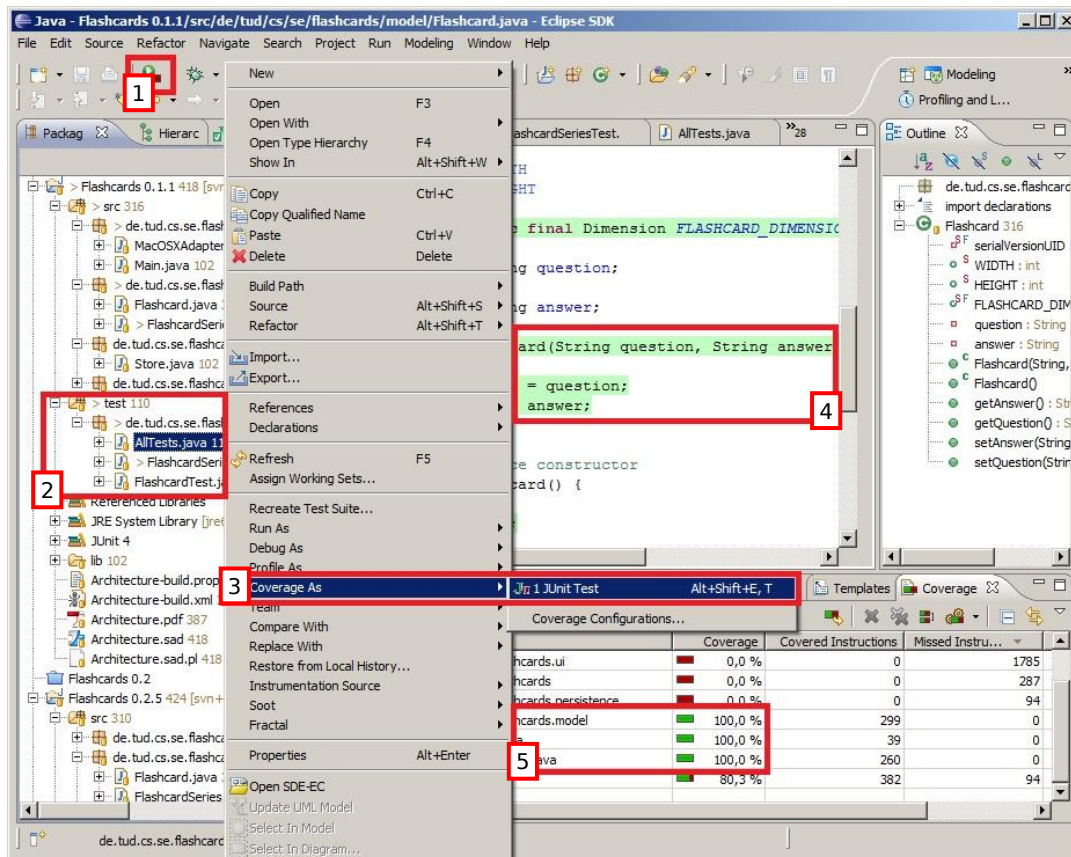 Java - Flashcards 0.1.1/src/de/tud/cs/se/flashcards/model/Flashcard.java - Eclipse SDK
File Edit Source Refactor Navigate Search Project Run Modeling Window Help
1
Modeling
Profiling and L...
Packag
Hierarc
ashcardSeriesTest.
AllTests.java
»28
Outline
> Flashcards 0.1.1 418 [svr
> src 316
> de.tud.cs.se.flash
MacOSXAdapter
Main.java 102
> de.tud.cs.se.flash
Flashcard.java
> FlashcardSerie
de.tud.cs.se.flashca
Store.java 102
de.tud.cs.se.flashca
> test 110
> de.tud.cs.se.flash
AllTests.java 11
> FlashcardSeri
FlashcardTest.j
2
Referenced Libraries
JRE System Library [jre6
JUnit 4
lib 102
Architecture-build.prop
Architecture-build.xml
Architecture.pdf 387
Architecture.sad 418
Architecture.sad.pl 418
Flashcards 0.2
Flashcards 0.2.5 424 [svn+
src 310
de.tud.cs.se.flashca
de.tud.cs.se.flashca
Flashcard.java
FlashcardSeries
New
Open F3
Open With
Open Type Hierarchy F4
Show In Alt+Shift+W
Copy Ctrl+C
Copy Qualified Name
Paste Ctrl+V
Delete Delete
Build Path
Source Alt+Shift+S
Refactor Alt+Shift+T
Import...
Export...
References
Declarations
Refresh F5
Assign Working Sets...
Recreate Test Suite...
Run As
Debug As
Profile As
3
Coverage As
Team
Compare With
Replace With
Restore from Local History...
Instrumentation Source
Soot
Fractal
Properties Alt+Enter
Open SDE-EC
Update UML Model
Select In Model
Select In Diagram...
1 JUnit Test Alt+Shift+E, T
Coverage Configurations...
TH
GHT
c final Dimension FLASHCARD_DIMENSIO
ng question;
ng answer;
card(String question, String answer
= question;
answer;
4
ce constructor
card() {
de.tud.cs.se.flashcard
import declarations
Flashcard 316
serialVersionUID
WIDTH : int
HEIGHT : int
FLASHCARD_DIM
question : String
answer : String
Flashcard(String,
Flashcard()
getAnswer() : Str
getQuestion() : S
setAnswer(String
setQuestion(Strin
Templates
Coverage
Coverage Covered Instructions Missed Instru...
hcards.ui 0,0 % 0 1785
hcards 0,0 % 0 287
hcards.persistence 0,0 % 0 94
hcards.model 100,0 % 299 0
a 100,0 % 39 0
5
ava 100,0 % 260 0
80,3 % 382 94
de.tud.cs.se.flashcarc